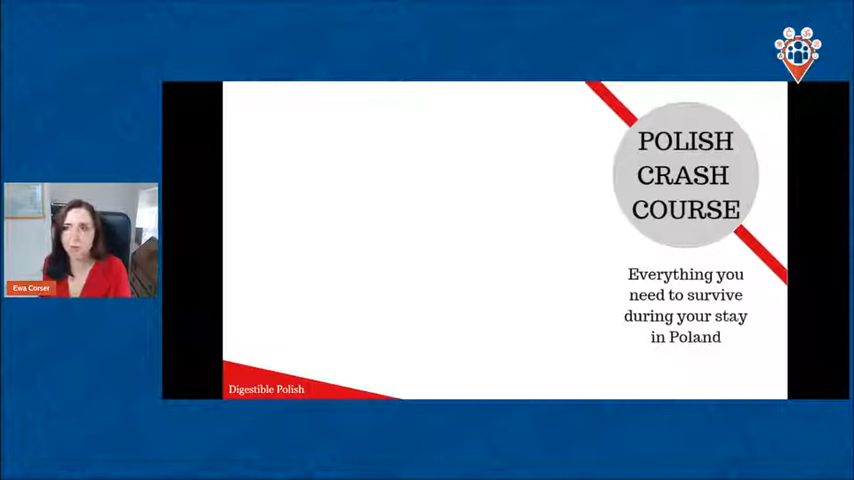 POLISH
CRASH
COURSE
Everything you
need to survive
during your stay
in Poland
Ewa Corser
Digestible Polish